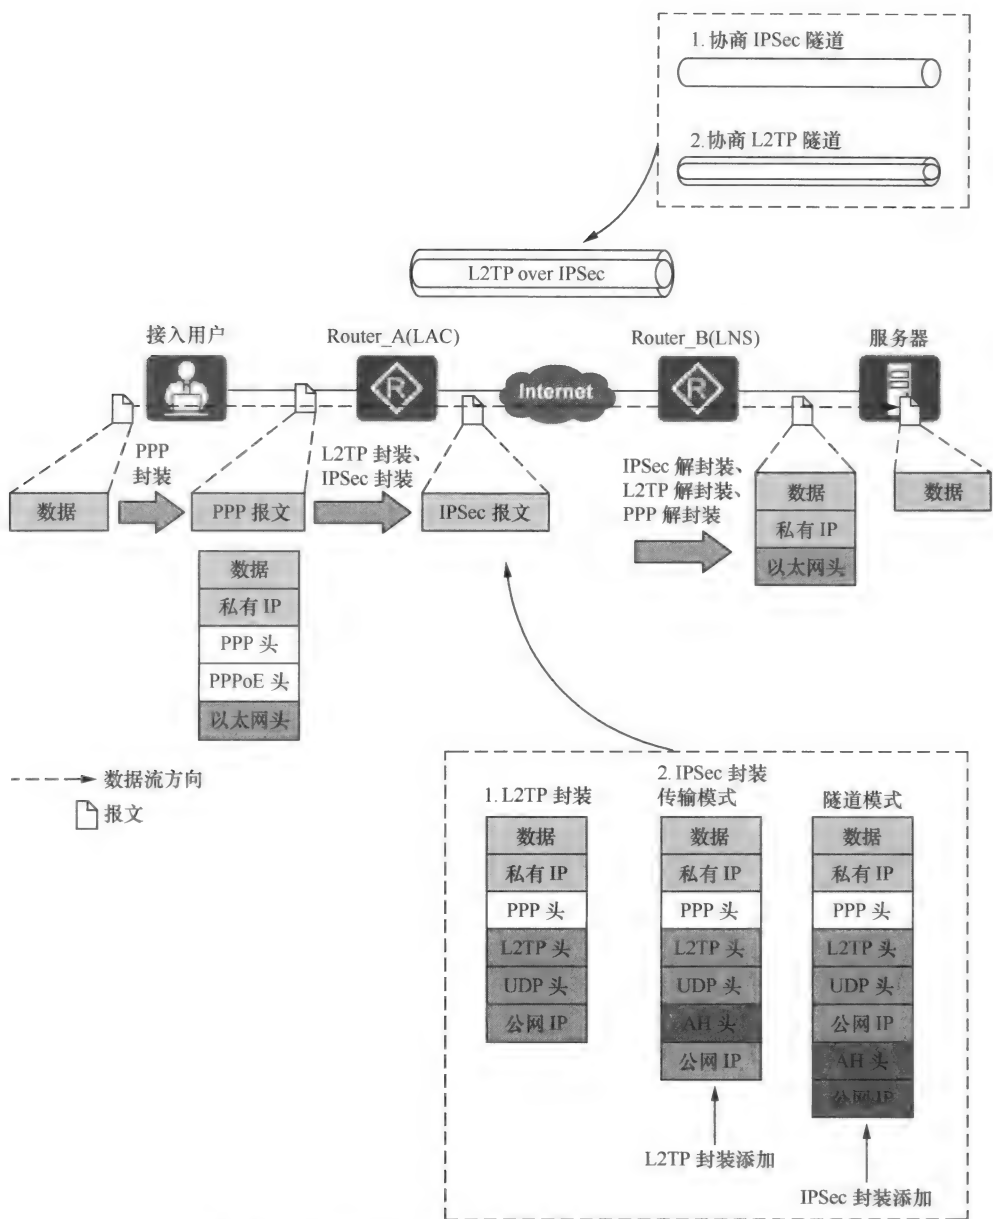 1.协商 IPSec 隧道
2.协商 L2TP 隧道
L2TP over IPSec
接入用户
Router_A(LAC)
Router_B(LNS)
服务器
R
Internet
R
PPP
封装
L2TP 封装、
IPSec 封装
IPSec 解封装、
L2TP 解封装、
PPP 解封装
数据
PPP 报文
IPSec 报文
数据
私有 IP
以太网头
数据
数据
私有 IP
PPP 头
PPPoE 头
以太网头
数据流方向
报文
1.L2TP 封装
数据
私有 IP
PPP 头
L2TP 头
UDP 头
公网 IP
2.IPSec 封装
传输模式
数据
私有 IP
PPP 头
L2TP 头
UDP 头
AH 头
公网 IP
L2TP 封装添加
隧道模式
数据
私有 IP
PPP 头
L2TP 头
UDP 头
公网 IP
AH 头
公网 IP
IPSec 封装添加